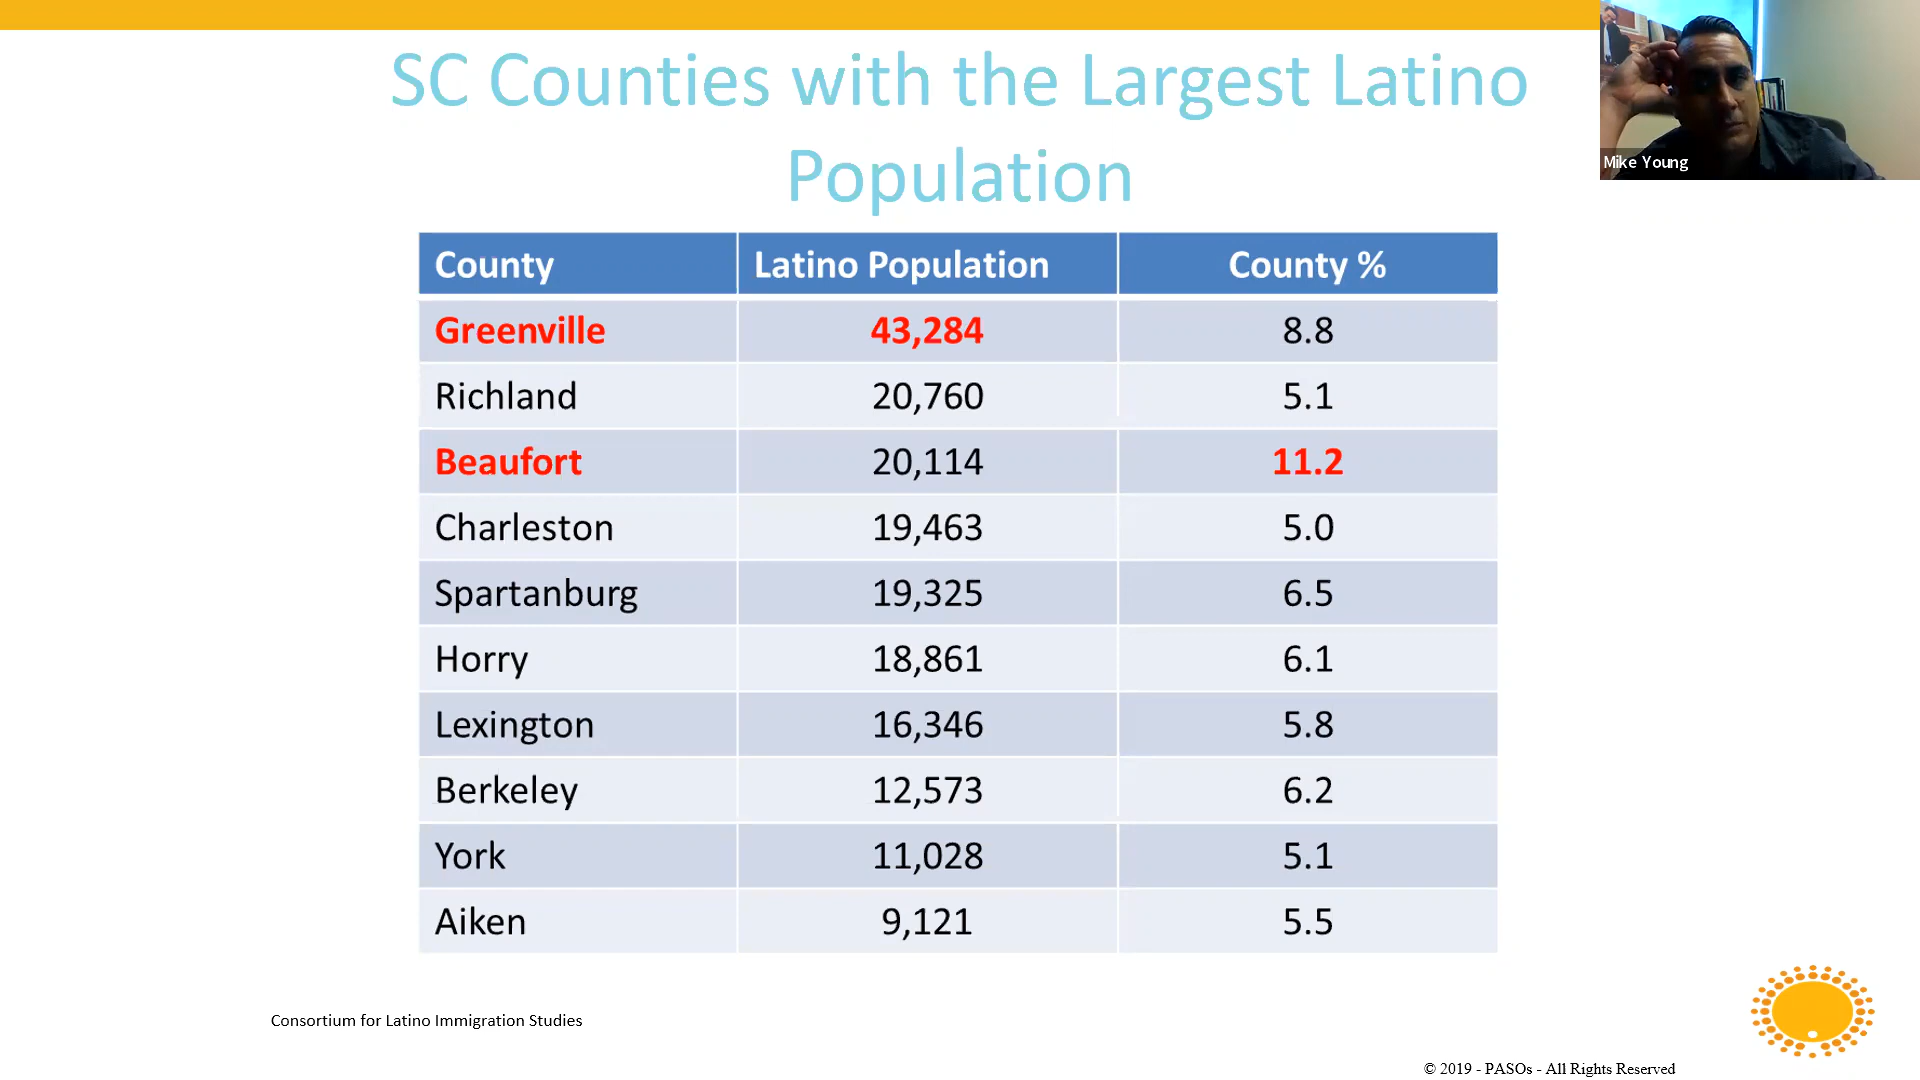 SC Counties with the Largest Latino
Population
Mike Young
County Latino Population County %
Greenville 43,284 8.8
Richland 20,760 5.1
Beaufort 20,114 11.2
Charleston 19,463 5.0
Spartanburg 19,325 6.5
Horry 18,861 6.1
Lexington 16,346 5.8
Berkeley 12,573 6.2
York 11,028 5.1
Aiken 9,121 5.5
Consortium for Latino Immigration Studies
© 2019 - PASOs - All Rights Reserved